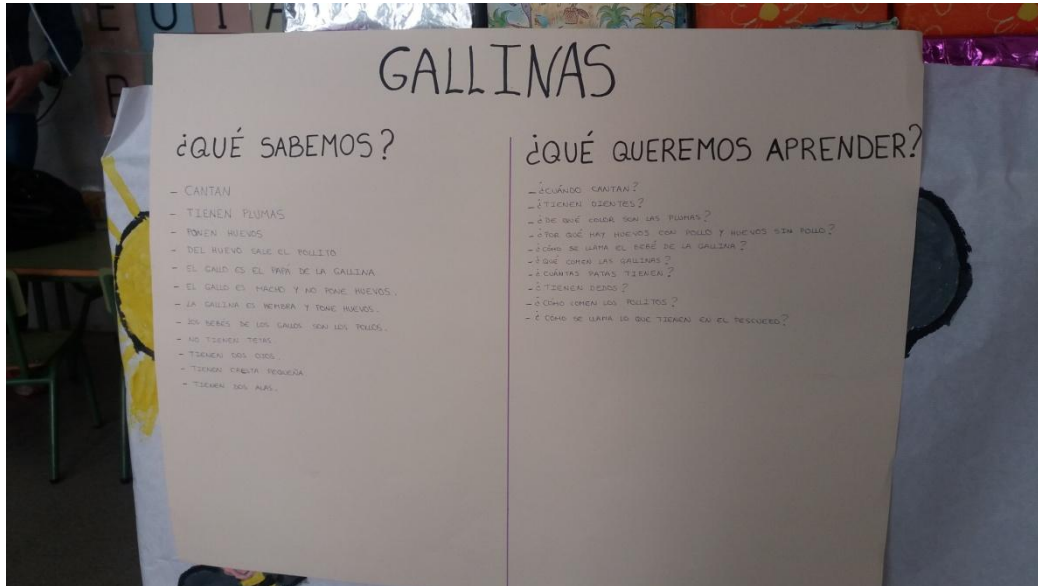 E U I A
B
GALLINAS
¿QUÉ SABEMOS?
- CANTAN
- TIENEN PLUMAS
- PONEN HUEVOS
- DEL HUEVO SALE EL POLLITO
- EL GALLO ES EL PAPÁ DE LA GALLINA
- EL GALLO ES MACHO Y NO PONE HUEVOS.
- LA GALLINA ES HEMBRA Y PONE HUEVOS.
- LOS BEBÉS DE LOS GALLOS SON LOS POLLOS.
- NO TIENEN TETAS.
- TIENEN DOS OJOS.
- TIENEN CABEZA PEQUEÑA
- TIENEN DOS ALAS.
¿QUÉ QUEREMOS APRENDER?
- ¿CUÁNDO CANTAN?
- ¿TIENEN DIENTES?
- ¿DE QUÉ COLOR SON LAS PLUMAS?
- ¿POR QUÉ HAY HUEVOS CON POLLO Y HUEVOS SIN POLLO?
- ¿CÓMO SE LLAMA EL BEBÉ DE LA GALLINA?
- ¿QUÉ COMEN LAS GALLINAS?
- ¿CUÁNTAS PATAS TIENEN?
- ¿TIENEN DEDOS?
- ¿CÓMO COMEN LOS POLLITOS?
- ¿CÓMO SE LLAMA LO QUE TIENEN EN EL PESCUEZO?